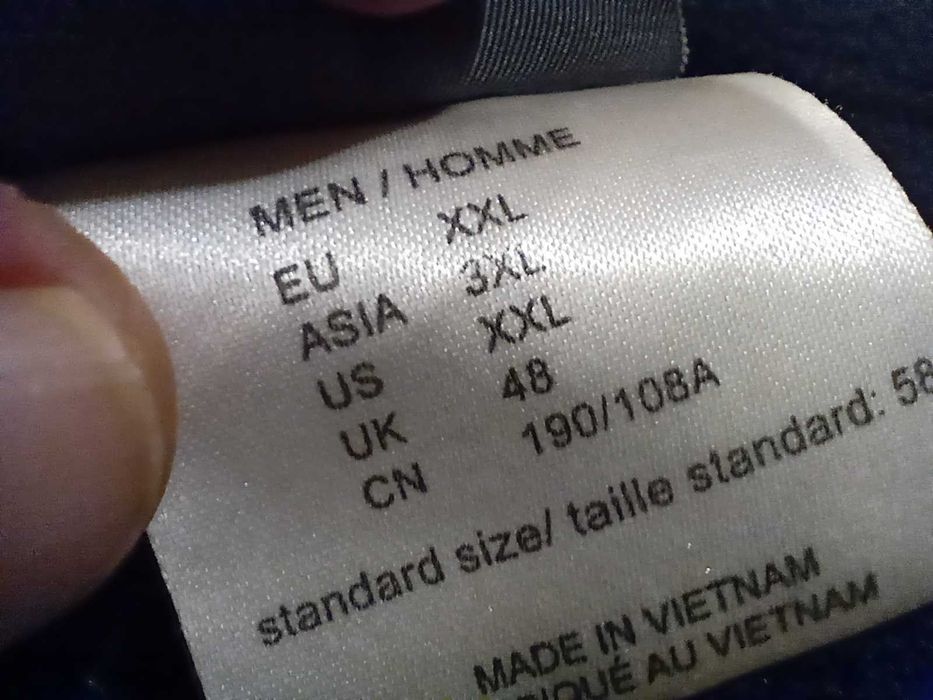 MEN / HOMME
EU XXL
ASIA 3XL
US XXL
UK 48
CN 190/108A
standard size/ taille standard: 58
MADE IN VIETNAM
AU VIETNAM